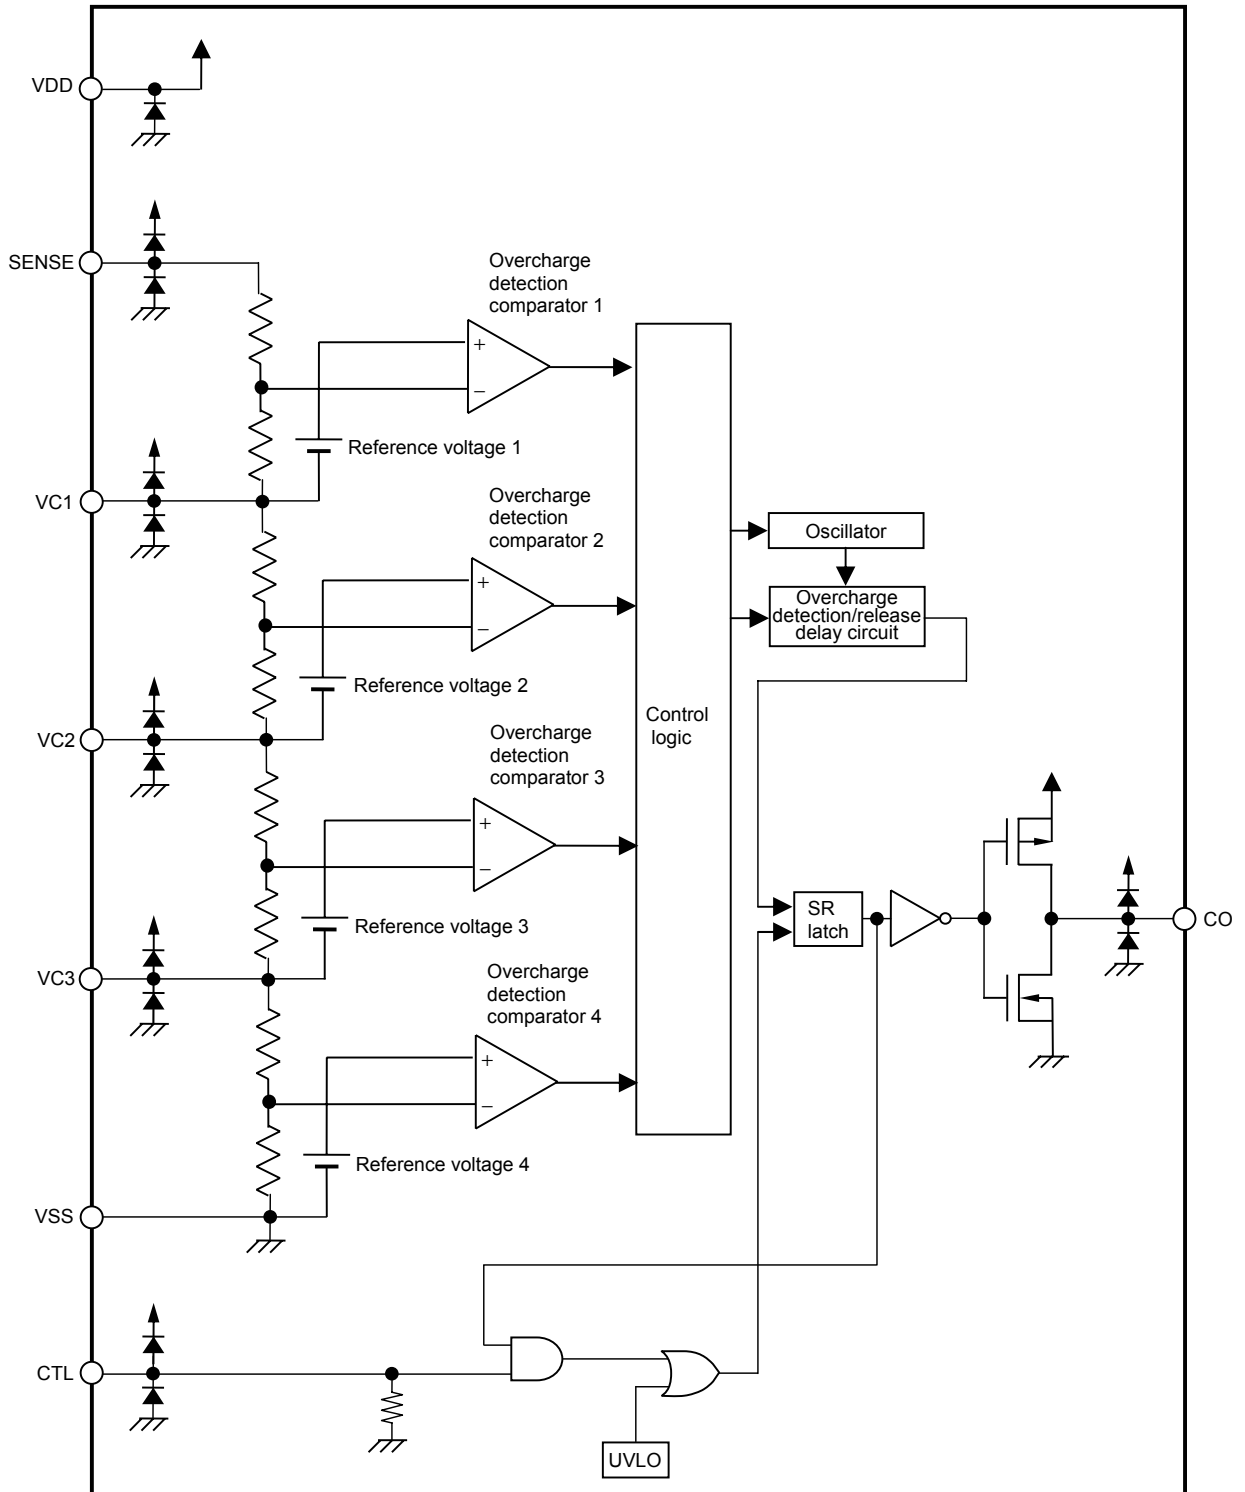 VDD
SENSE
Overcharge
detection
comparator 1
+
−
Reference voltage 1
VC1
Overcharge
detection
comparator 2
+
−
Oscillator
Overcharge
detection/release
delay circuit
Reference voltage 2
VC2
Control
logic
Overcharge
detection
comparator 3
+
−
Reference voltage 3
SR
latch
CO
VC3
Overcharge
detection
comparator 4
+
−
Reference voltage 4
VSS
CTL
UVLO